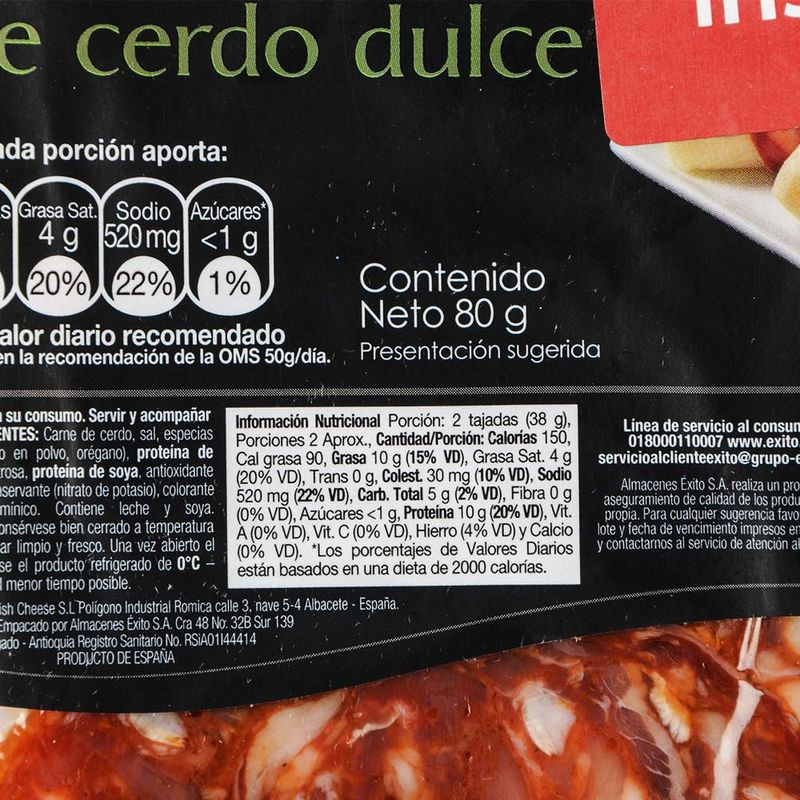 e cerdo dulce
ada porción aporta:
Grasa Sat. Sodio Azúcares*
4 g 520 mg <1 g
20% 22% 1%
alor diario recomendado
en la recomendación de la OMS 50g/día.
Contenido
Neto 80 g
Presentación sugerida
su consumo. Servir y acompañar
ENTES: Carne de cerdo, sal, especias
o en polvo, orégano), proteína de
rosa, proteína de soya, antioxidante
nservante (nitrato de potasio), colorante
mínico. Contiene leche y soya.
onsérvese bien cerrado a temperatura
ar limpio y fresco. Una vez abierto el
se el producto refrigerado de 0°C –
l menor tiempo posible.
Información Nutricional Porción: 2 tajadas (38 g),
Porciones 2 Aprox., Cantidad/Porción: Calorías 150,
Cal grasa 90, Grasa 10 g (15% VD), Grasa Sat. 4 g
(20% VD), Trans 0 g, Colest. 30 mg (10% VD), Sodio
520 mg (22% VD), Carb. Total 5 g (2% VD), Fibra 0 g
(0% VD), Azúcares <1 g, Proteína 10 g (20% VD), Vit.
A (0% VD), Vit. C (0% VD), Hierro (4% VD) y Calcio
(0% VD). *Los porcentajes de Valores Diarios
están basados en una dieta de 2000 calorías.
Línea de servicio al consum
018000110007 www.exito.
servicioalclienteexito@grupo-e
Almacenes Éxito S.A. realiza un pro
aseguramiento de calidad de los produ
propia. Para cualquier sugerencia favo
lote y fecha de vencimiento impresos en
y contactarnos al servicio de atención al
ish Cheese S.L Polígono Industrial Romica calle 3, nave 5-4 Albacete - España.
Empacado por Almacenes Éxito S.A. Cra 48 No. 32B Sur 139
gado - Antioquia Registro Sanitario No. RSiA01I44414
PRODUCTO DE ESPAÑA